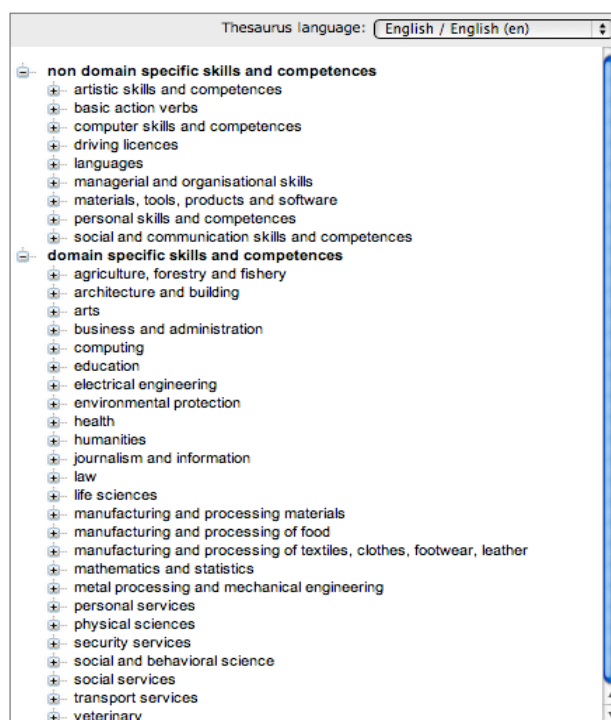 Thesaurus language: English / English (en)
non domain specific skills and competences
artistic skills and competences
basic action verbs
computer skills and competences
driving licences
languages
managerial and organisational skills
materials, tools, products and software
personal skills and competences
social and communication skills and competences
domain specific skills and competences
agriculture, forestry and fishery
architecture and building
arts
business and administration
computing
education
electrical engineering
environmental protection
health
humanities
journalism and information
law
life sciences
manufacturing and processing materials
manufacturing and processing of food
manufacturing and processing of textiles, clothes, footwear, leather
mathematics and statistics
metal processing and mechanical engineering
personal services
physical sciences
security services
social and behavioral science
social services
transport services
veterinary